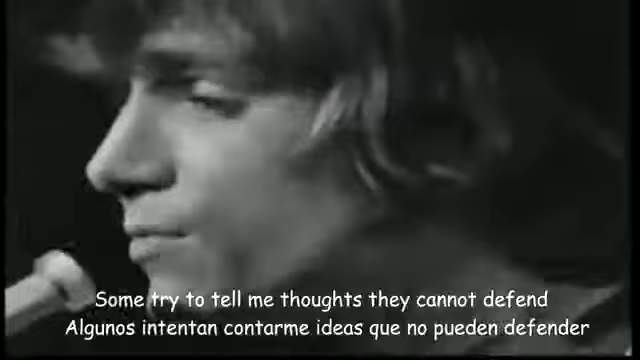 Some try to tell me thoughts they cannot defend
Algunos intentan contarme ideas que no pueden defender